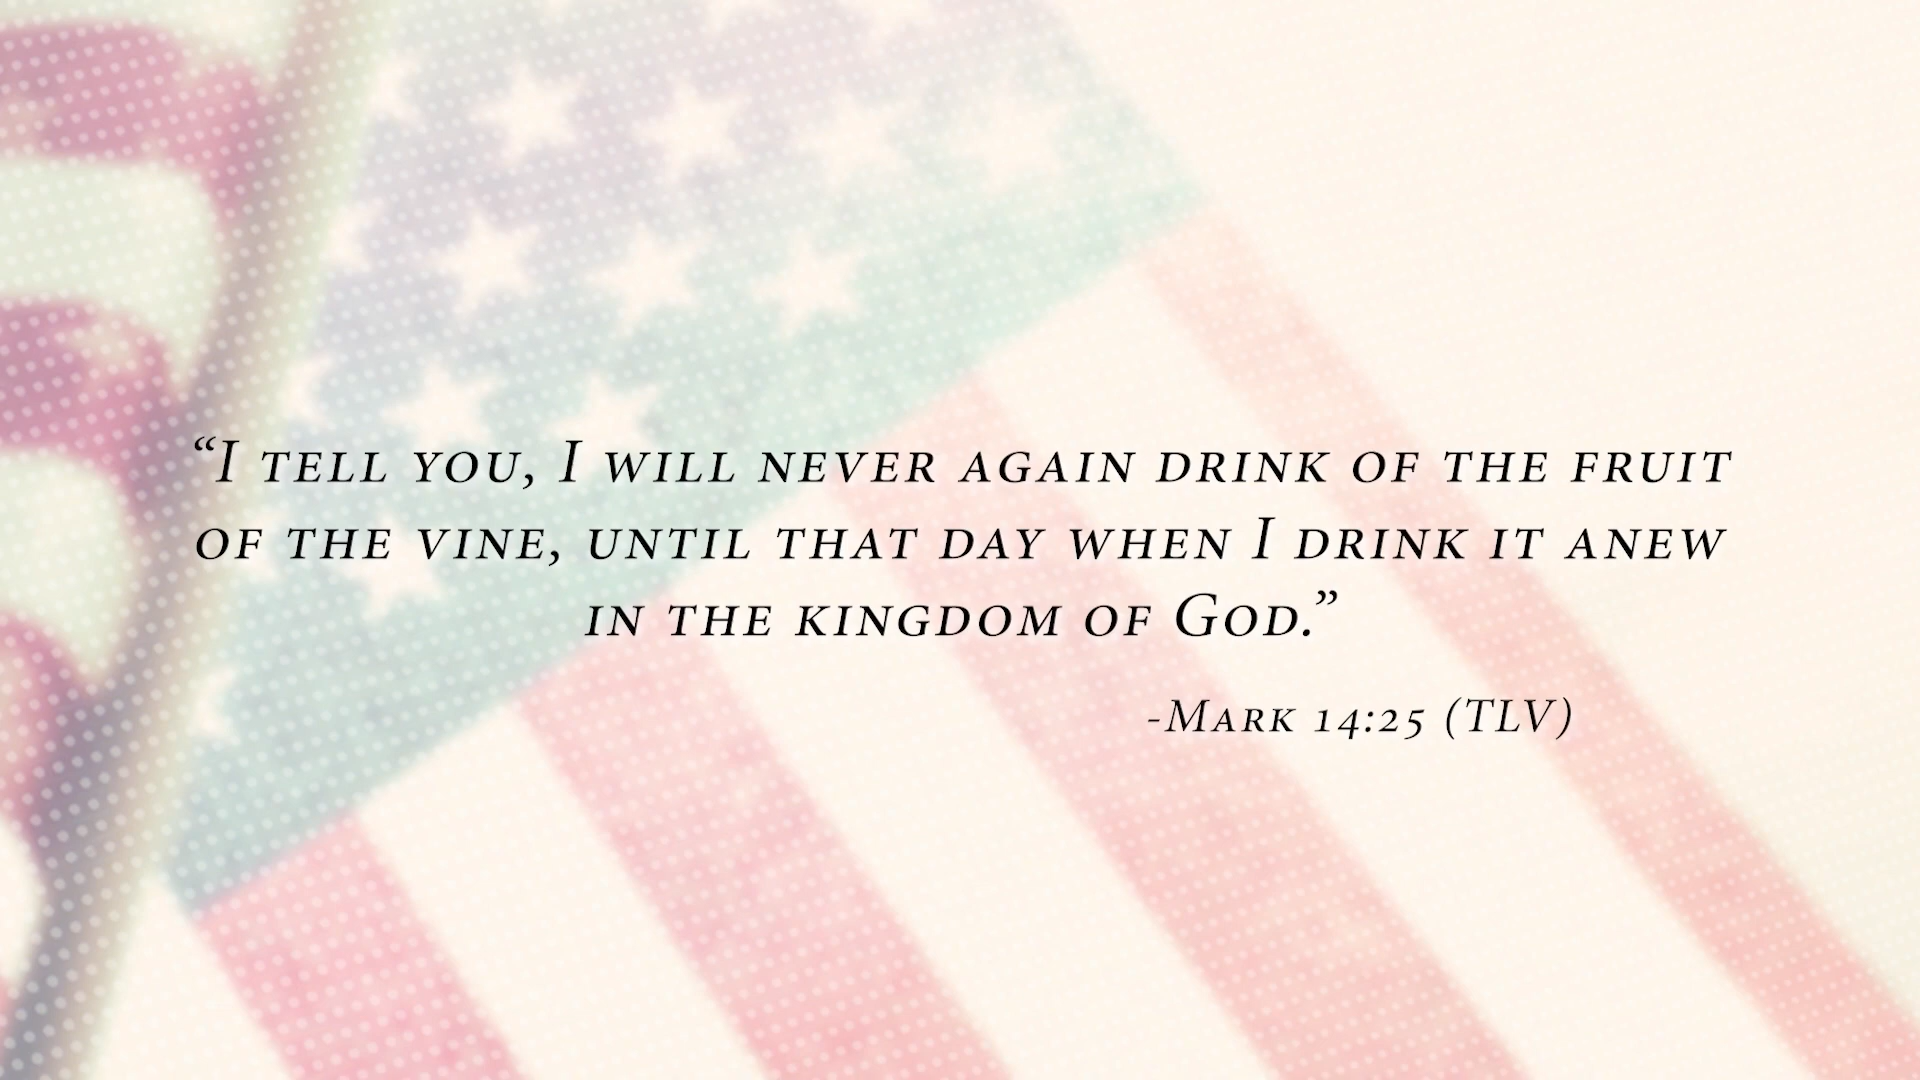 “I tell you, I will never again drink of the fruit
of the vine, until that day when I drink it anew
in the kingdom of God.”
-Mark 14:25 (TLV)